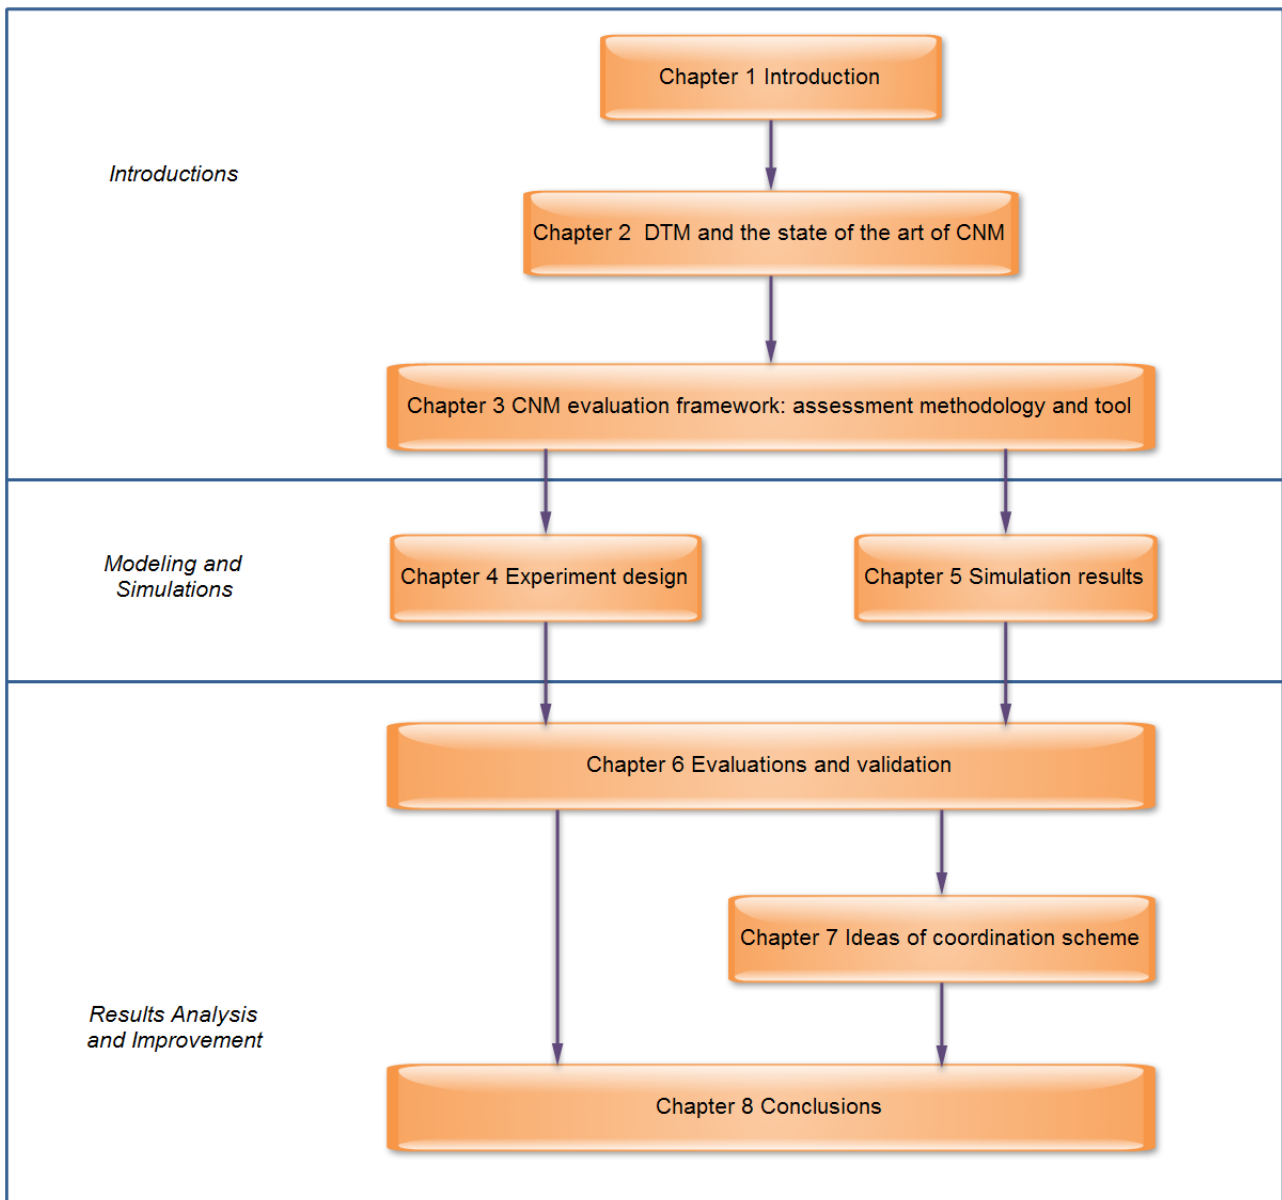 Chapter 1 Introduction
Introductions
Chapter 2  DTM and the state of the art of CNM
Chapter 3 CNM evaluation framework: assessment methodology and tool
Modeling and
Simulations
Chapter 4 Experiment design
Chapter 5 Simulation results
Chapter 6 Evaluations and validation
Chapter 7 Ideas of coordination scheme
Results Analysis
and Improvement
Chapter 8 Conclusions